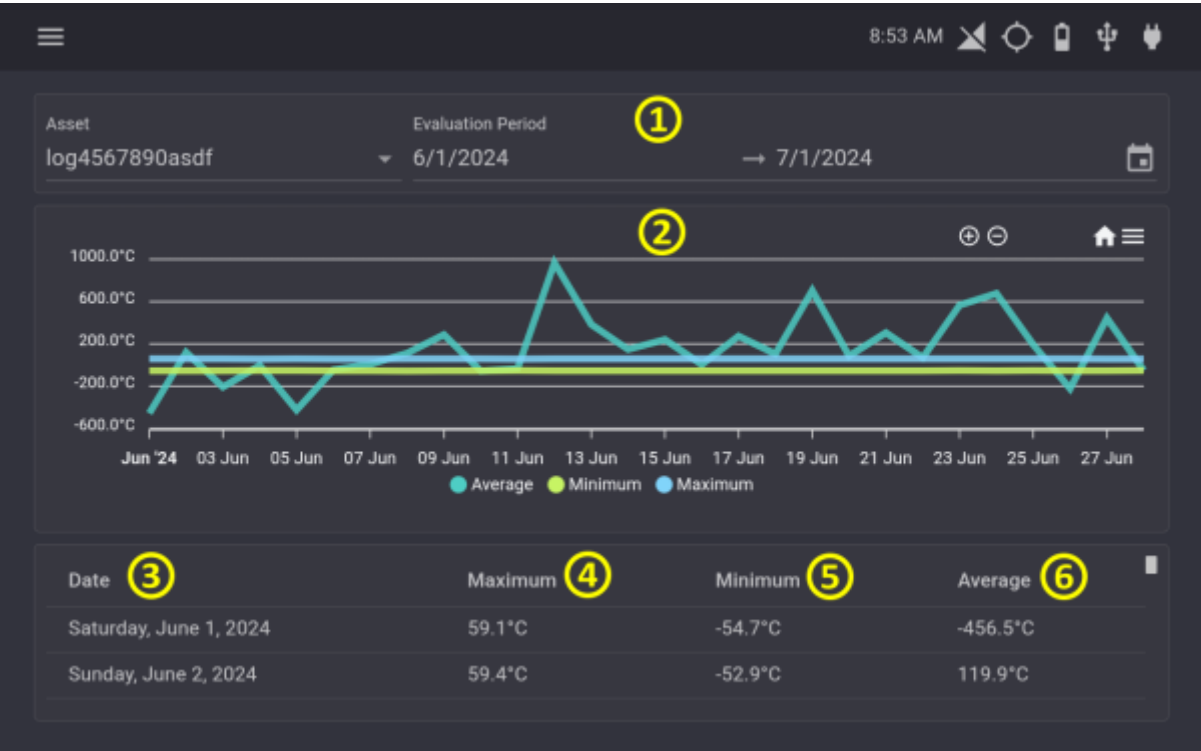 8:53 AM
Asset
Evaluation Period
1
log4567890asdf
6/1/2024 → 7/1/2024
2
1000.0°C
600.0°C
200.0°C
-200.0°C
-600.0°C
Jun '24 03 Jun 05 Jun 07 Jun 09 Jun 11 Jun 13 Jun 15 Jun 17 Jun 19 Jun 21 Jun 23 Jun 25 Jun 27 Jun
Average Minimum Maximum
Date 3 Maximum 4 Minimum 5 Average 6
Saturday, June 1, 2024 59.1°C -54.7°C -456.5°C
Sunday, June 2, 2024 59.4°C -52.9°C 119.9°C